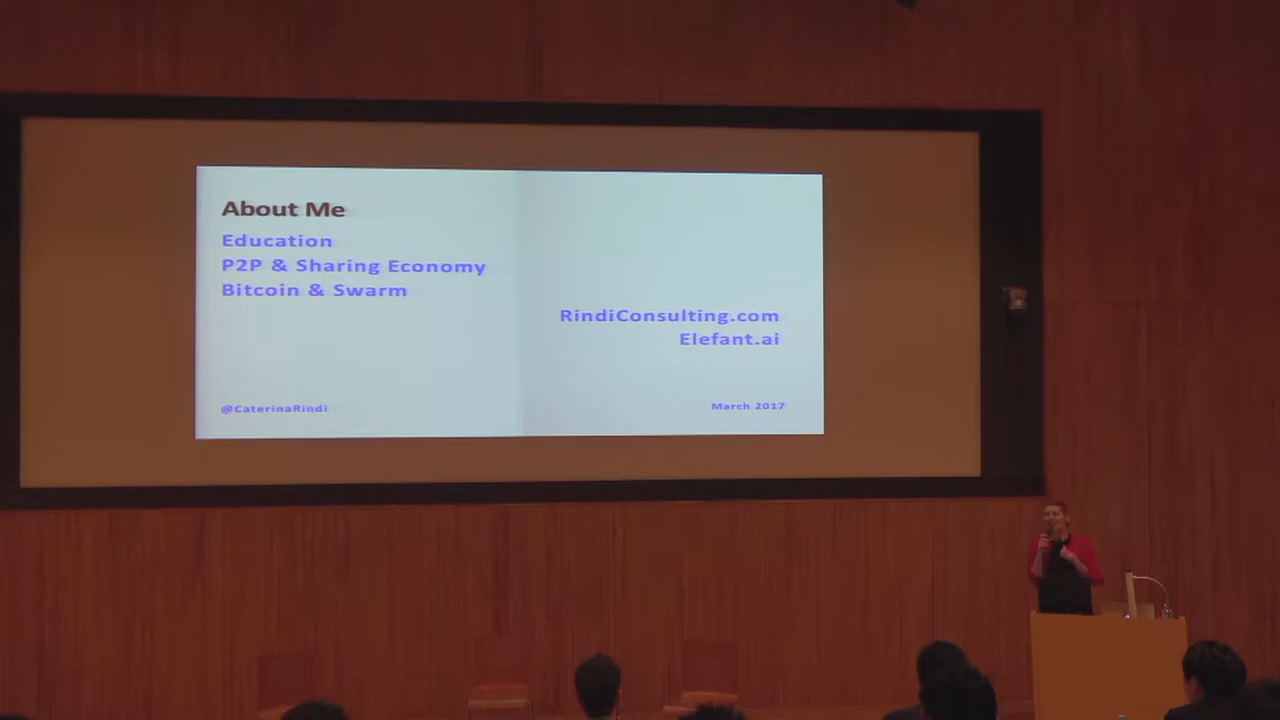 About Me
Education
P2P & Sharing Economy
Bitcoin & Swarm
RindiConsulting.com
Elefant.ai
@CaterinaRindi
March 2017